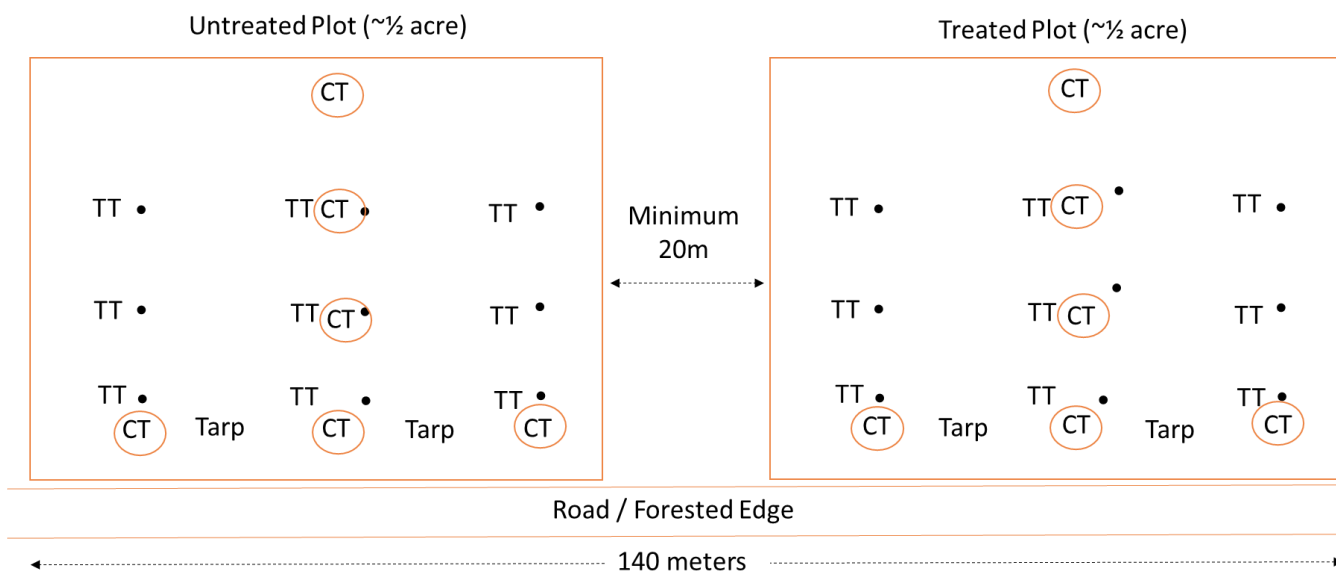 Untreated Plot (~½ acre)
Treated Plot (~½ acre)
CT
CT
TT
TT CT
TT
Minimum
20m
TT
TT CT
TT
TT
TT CT
TT
TT
TT CT
TT
TT
TT
TT
TT
TT
TT
CT
Tarp
CT
Tarp
CT
CT
Tarp
CT
Tarp
CT
Road / Forested Edge
140 meters